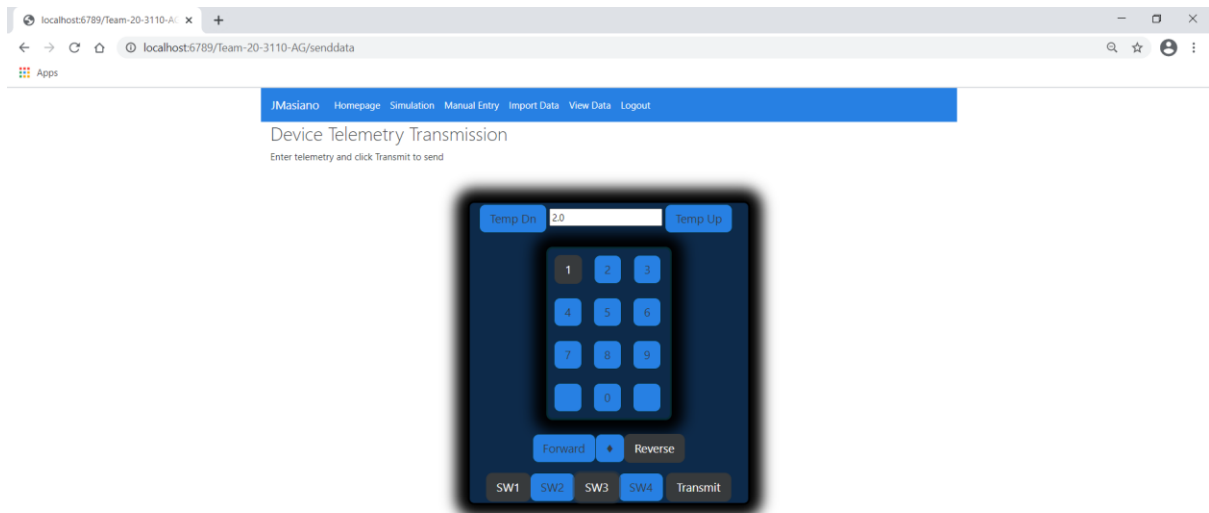 localhost:6789/Team-20-3110-A
localhost:6789/Team-20-3110-AG/senddata
Apps
JMasiano Homepage Simulation Manual Entry Import Data View Data Logout
Device Telemetry Transmission
Enter telemetry and click Transmit to send
Temp Dn 2.0 Temp Up
1 2 3
4 5 6
7 8 9
0
Forward ♦ Reverse
SW1 SW2 SW3 SW4 Transmit